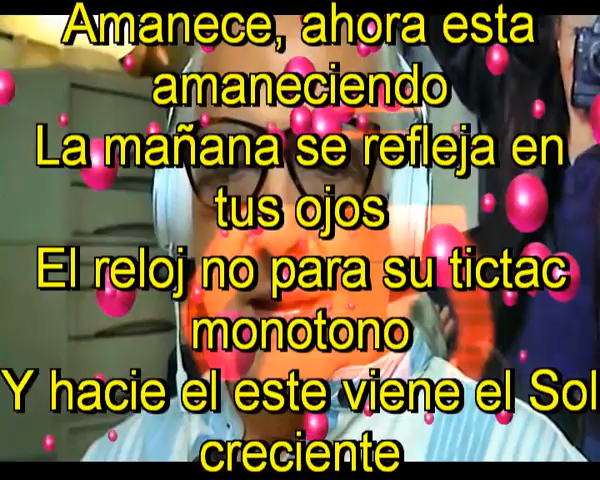 Amanece, ahora esta
amaneciendo
La mañana se refleja en
tus ojos
El reloj no para su tictac
monotono
Y hacie el este viene el Sol
creciente